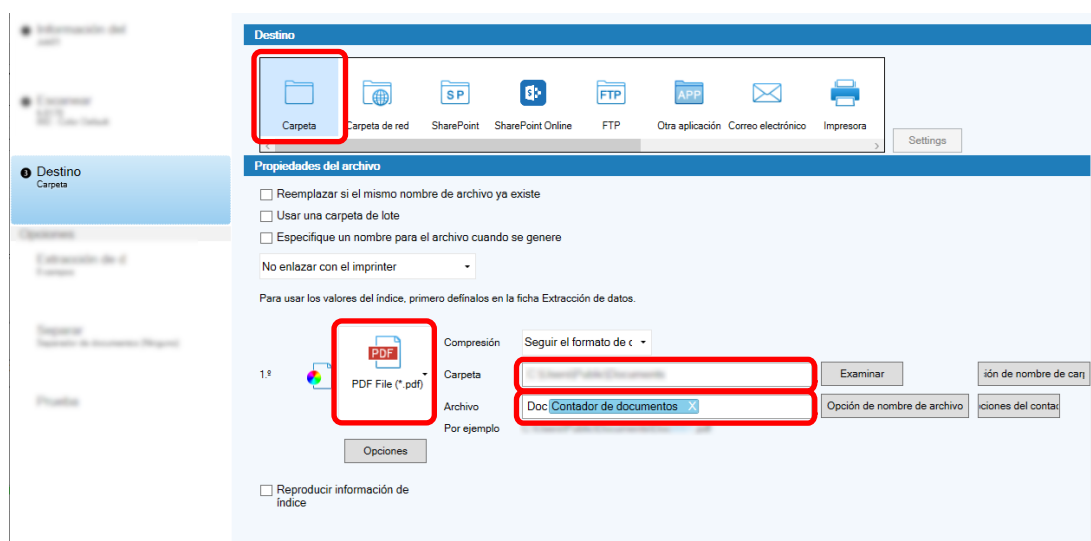 Destino
Carpeta
Carpeta de red
SharePoint
SharePoint Online
FTP
Otra aplicación
Correo electrónico
Impresora
SP
S
FTP
APP
Settings
3 Destino
Carpeta
Propiedades del archivo
Reemplazar si el mismo nombre de archivo ya existe
Usar una carpeta de lote
Especifique un nombre para el archivo cuando se genere
No enlazar con el imprinter
Para usar los valores del índice, primero defínalos en la ficha Extracción de datos.
1.º
PDF
PDF File (*.pdf)
Opciones
Compresión
Seguir el formato de c
Carpeta
Examinar
ión de nombre de carp
Archivo
Doc Contador de documentos X
Opción de nombre de archivo
ciones del contac
Por ejemplo
Reproducir información de
índice